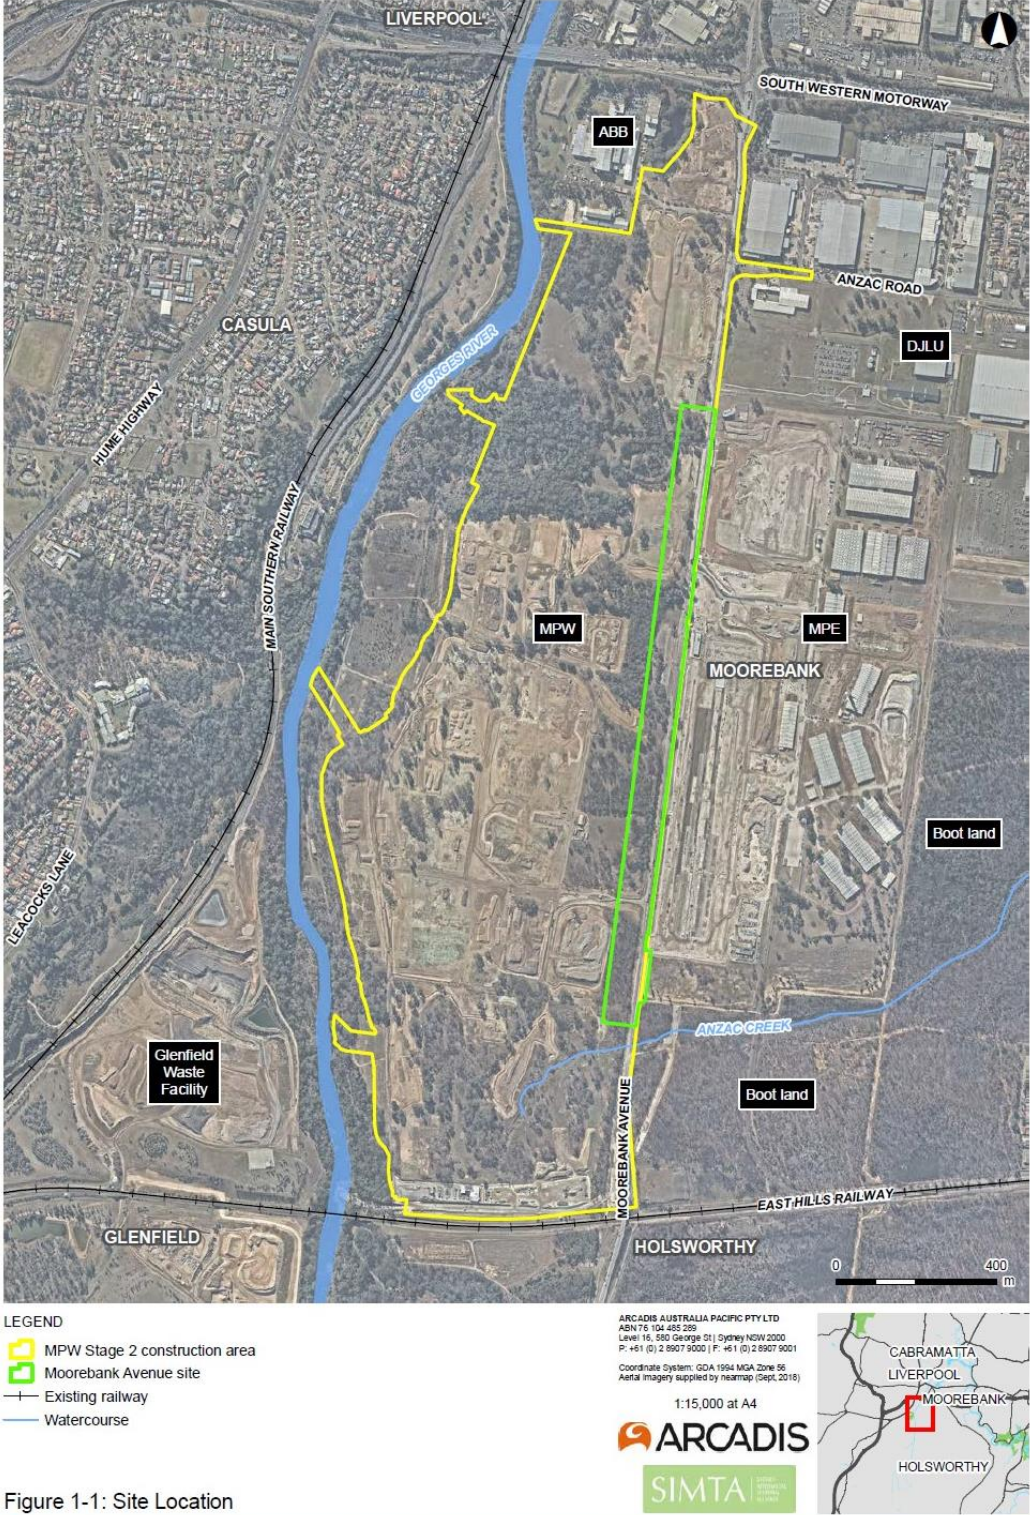 LIVERPOOL
SOUTH WESTERN MOTORWAY
ABB
ANZAC ROAD
CASULA
DJLU
GEORGES RIVER
HUME HIGHWAY
MAIN SOUTHERN RAILWAY
MPW
MPE
MOOREBANK
Boot land
LEACOCKS LANE
ANZAC CREEK
Glenfield
Waste
Facility
Boot land
MOOREBANK AVENUE
EAST HILLS RAILWAY
GLENFIELD
HOLSWORTHY
0 400
m
LEGEND
MPW Stage 2 construction area
Moorebank Avenue site
Existing railway
Watercourse
ARCADIS AUSTRALIA PACIFIC PTY LTD
ABN 76 104 485 289
Level 16, 580 George St | Sydney NSW 2000
P: +61 (0) 2 8907 9000 | F: +61 (0) 2 8907 9001
Coordinate System: GDA 1994 MGA Zone 56
Aerial imagery supplied by nearmap (Sept, 2018)
1:15,000 at A4
ARCADIS
SIMTA
CABRAMATTA
LIVERPOOL
MOOREBANK
HOLSWORTHY
Figure 1-1: Site Location